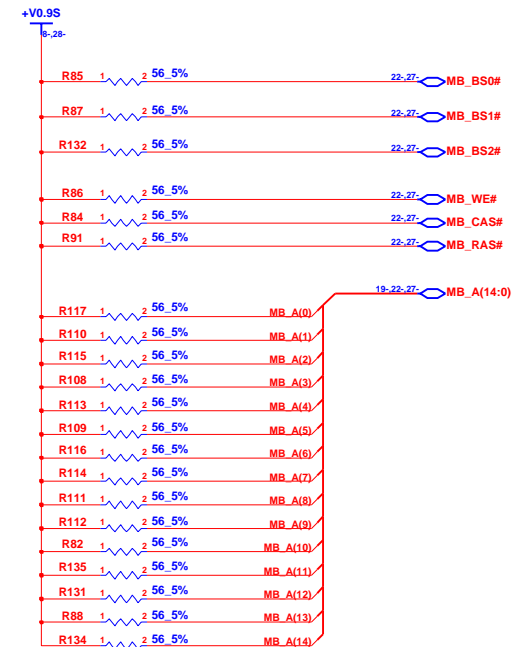 +V0.9S
8-,28-
R85 1 2 56_5% 22-,27- MB_BS0#
R87 1 2 56_5% 22-,27- MB_BS1#
R132 1 2 56_5% 22-,27- MB_BS2#
R86 1 2 56_5% 22-,27- MB_WE#
R84 1 2 56_5% 22-,27- MB_CAS#
R91 1 2 56_5% 22-,27- MB_RAS#
19-,22-,27- MB_A(14:0)
R117 1 2 56_5% MB_A(0)
R110 1 2 56_5% MB_A(1)
R115 1 2 56_5% MB_A(2)
R108 1 2 56_5% MB_A(3)
R113 1 2 56_5% MB_A(4)
R109 1 2 56_5% MB_A(5)
R116 1 2 56_5% MB_A(6)
R114 1 2 56_5% MB_A(7)
R111 1 2 56_5% MB_A(8)
R112 1 2 56_5% MB_A(9)
R82 1 2 56_5% MB_A(10)
R135 1 2 56_5% MB_A(11)
R131 1 2 56_5% MB_A(12)
R88 1 2 56_5% MB_A(13)
R134 1 2 56_5% MB_A(14)